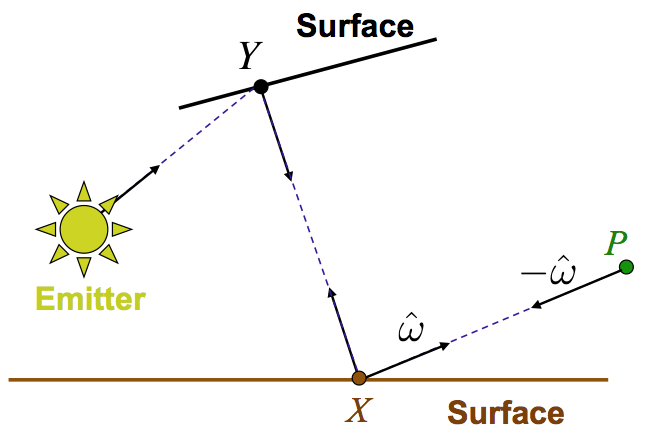 Surface
Y
P
−ω̂
Emitter
ω̂
X
Surface